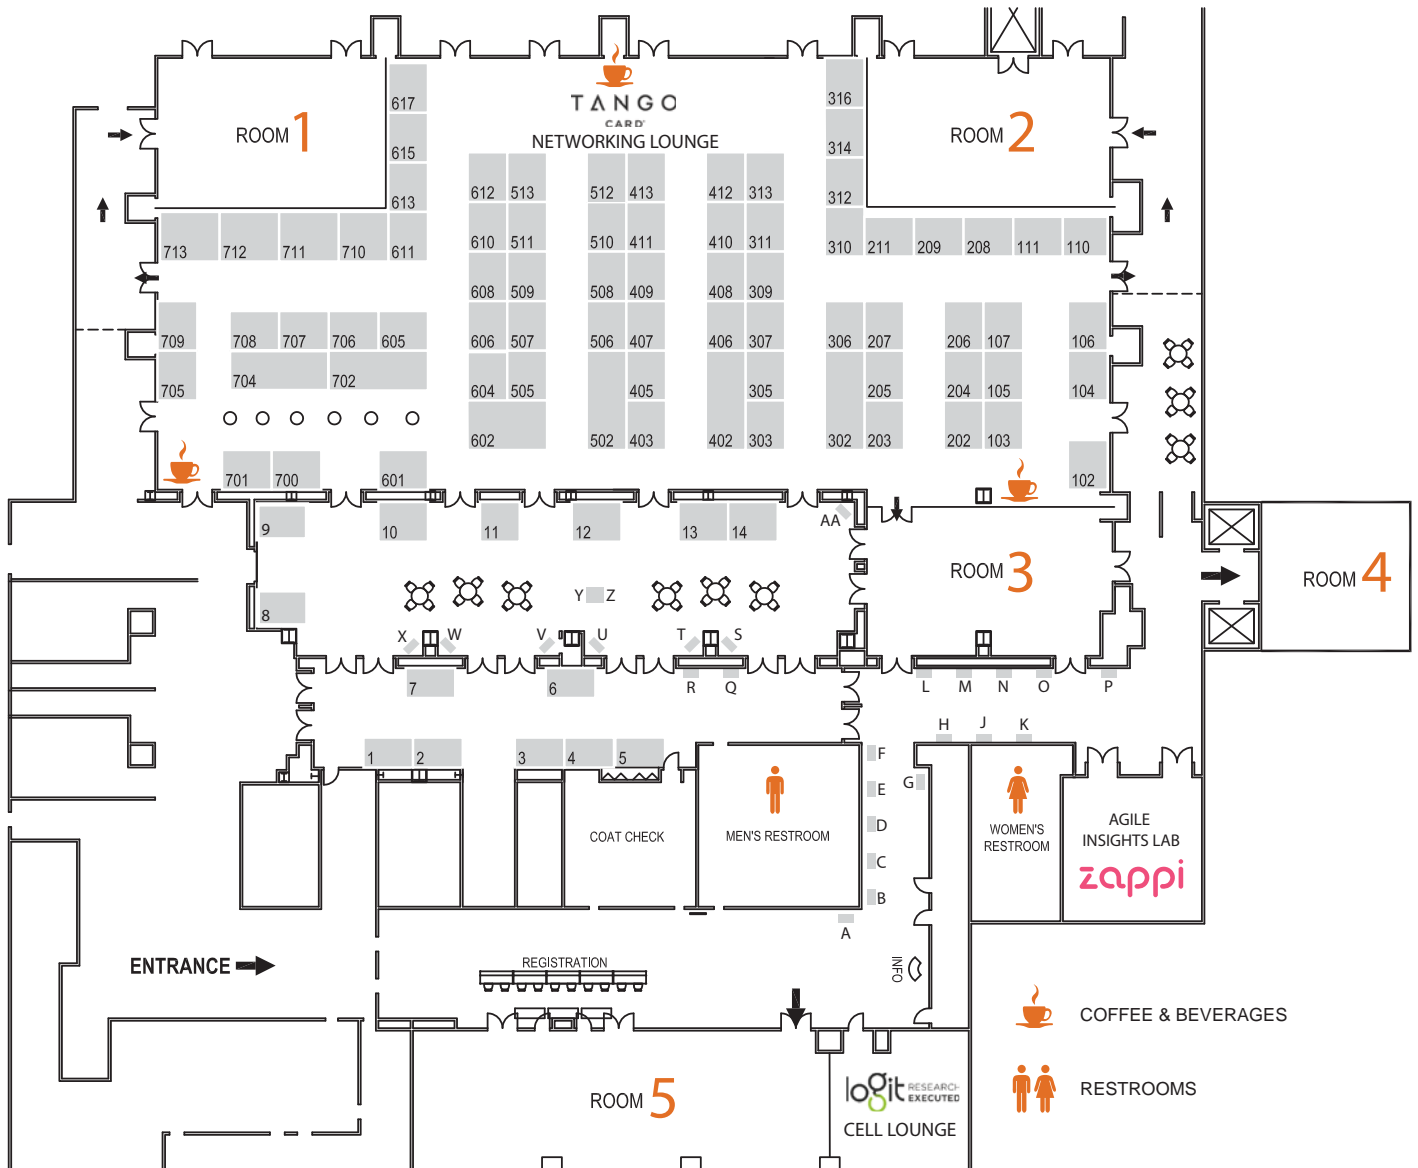 TANGO
CARD
NETWORKING LOUNGE
ROOM 1
ROOM 2
617
316
615
314
613
312
612 513
512 413
412 313
713 712 711 710 611
610 511
510 411
410 311
310 211 209 208 111 110
608 509
508 409
408 309
709
708 707 706 605
606 507
506 407
406 307
306 207
206 107
106
705
704 702
604 505
405
305
205
204 105
104
602
502 403
402 303
302 203
202 103
701 700 601
102
9 10 11 12 13 14 AA
ROOM 3
ROOM 4
8
Y Z
X W V U T S
7 6 R Q L M N O P
H J K
1 2 3 4 5
F
G
E
D
C
B
A
COAT CHECK
MEN'S RESTROOM
WOMEN'S
RESTROOM
AGILE
INSIGHTS LAB
zappi
ENTRANCE
REGISTRATION
INFO
COFFEE & BEVERAGES
RESTROOMS
ROOM 5
logit RESEARCH
EXECUTED
CELL LOUNGE